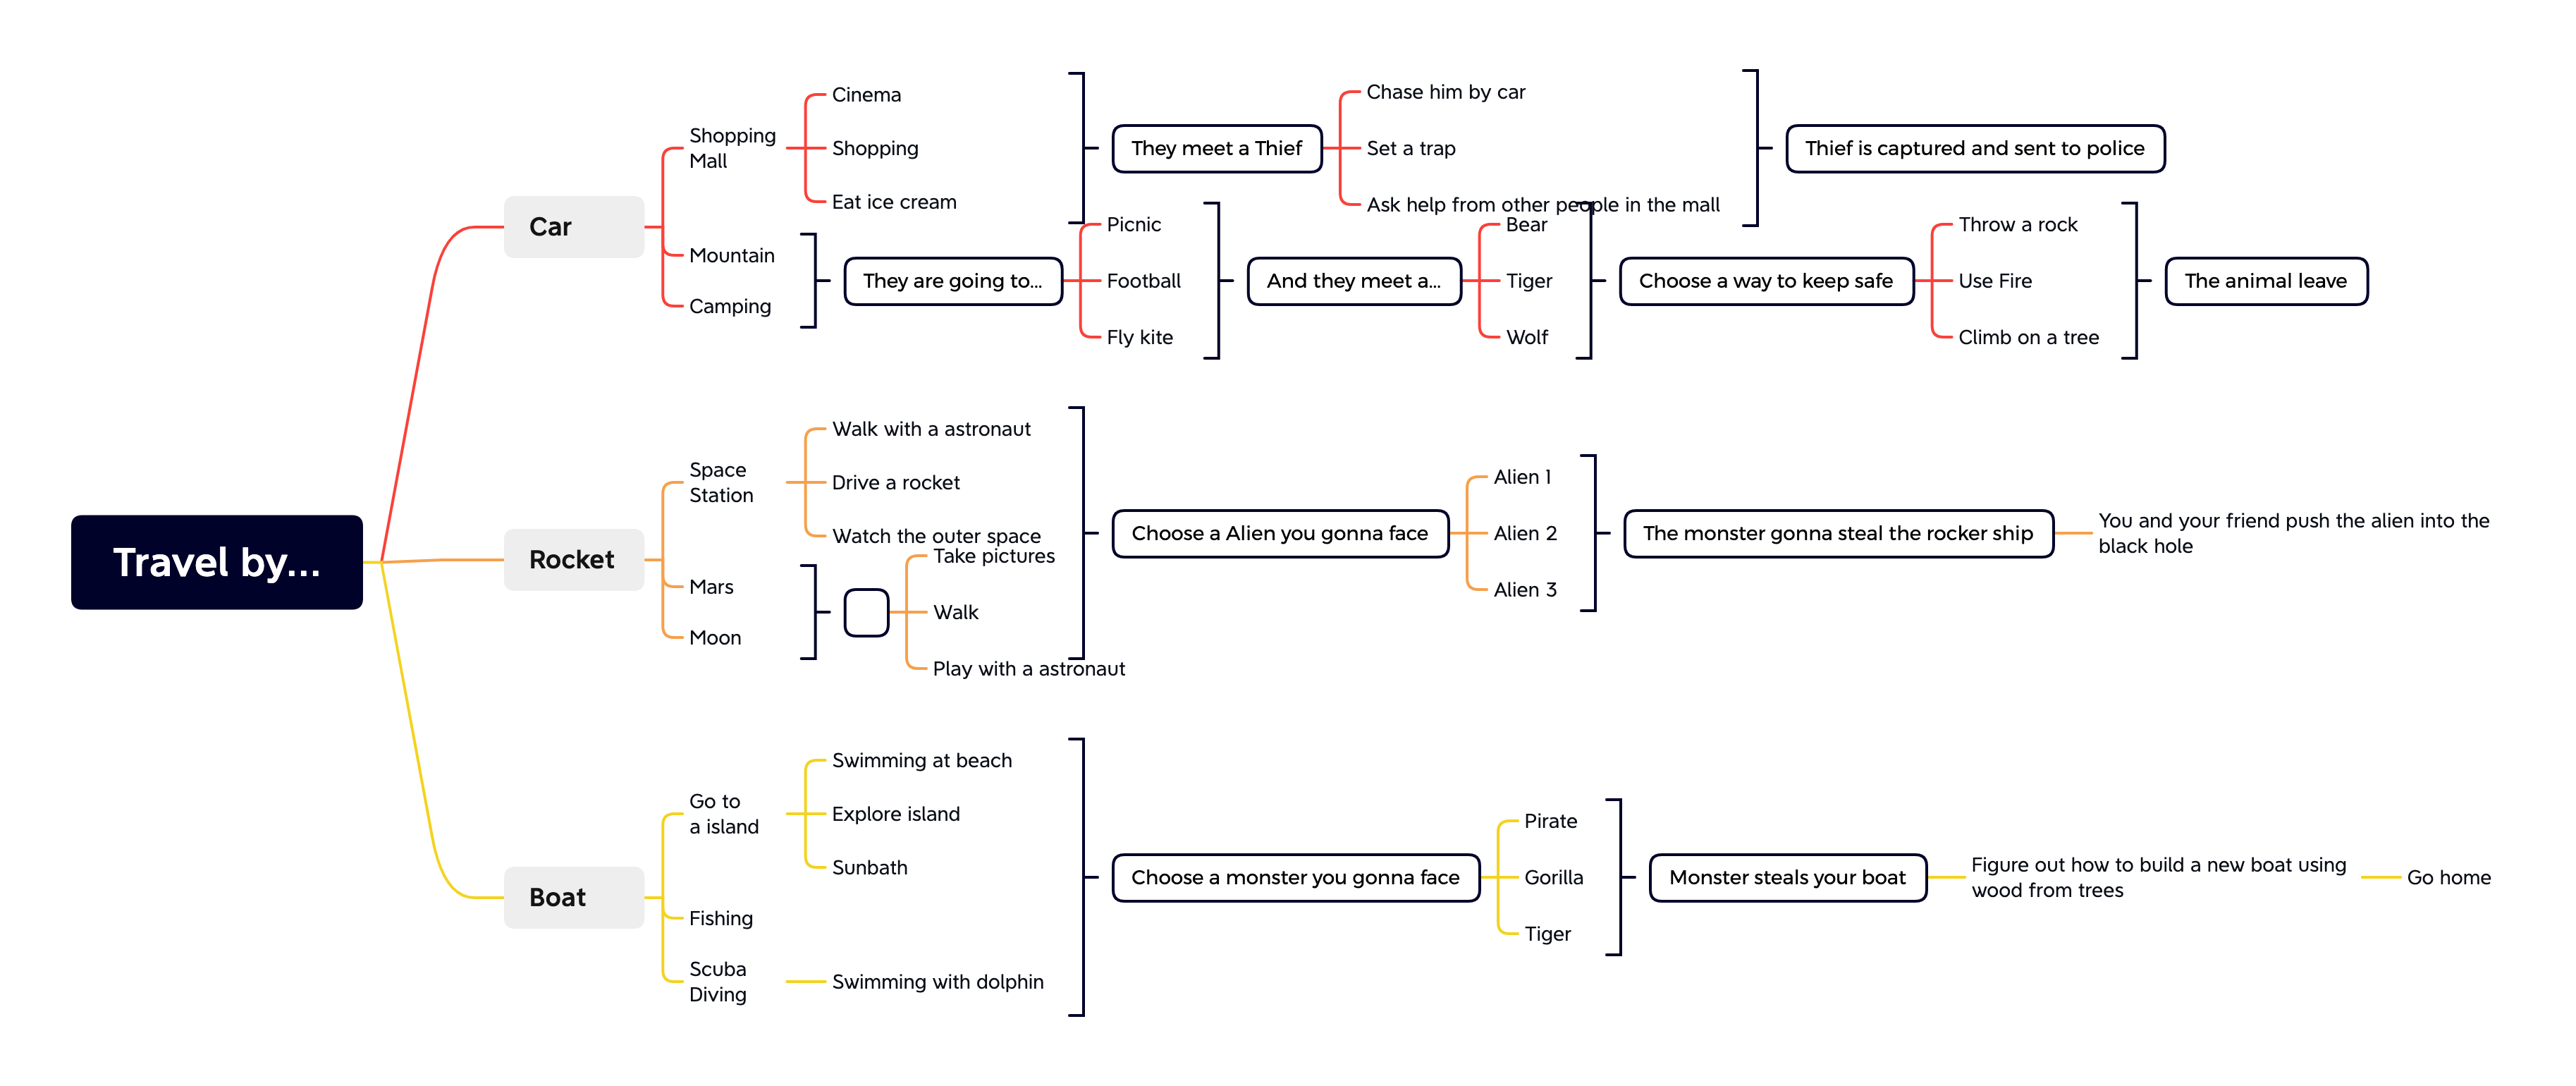 Travel by...
Car
Shopping
Mall
Cinema
Shopping
Eat ice cream
They meet a Thief
Chase him by car
Set a trap
Ask help from other people in the mall
Thief is captured and sent to police
Mountain
Camping
They are going to...
Picnic
Football
Fly kite
And they meet a...
Bear
Tiger
Wolf
Choose a way to keep safe
Throw a rock
Use Fire
Climb on a tree
The animal leave
Rocket
Space
Station
Walk with a astronaut
Drive a rocket
Watch the outer space
Mars
Moon
Take pictures
Walk
Play with a astronaut
Choose a Alien you gonna face
Alien 1
Alien 2
Alien 3
The monster gonna steal the rocker ship
You and your friend push the alien into the
black hole
Boat
Go to
a island
Swimming at beach
Explore island
Sunbath
Fishing
Scuba
Diving
Swimming with dolphin
Choose a monster you gonna face
Pirate
Gorilla
Tiger
Monster steals your boat
Figure out how to build a new boat using
wood from trees
Go home